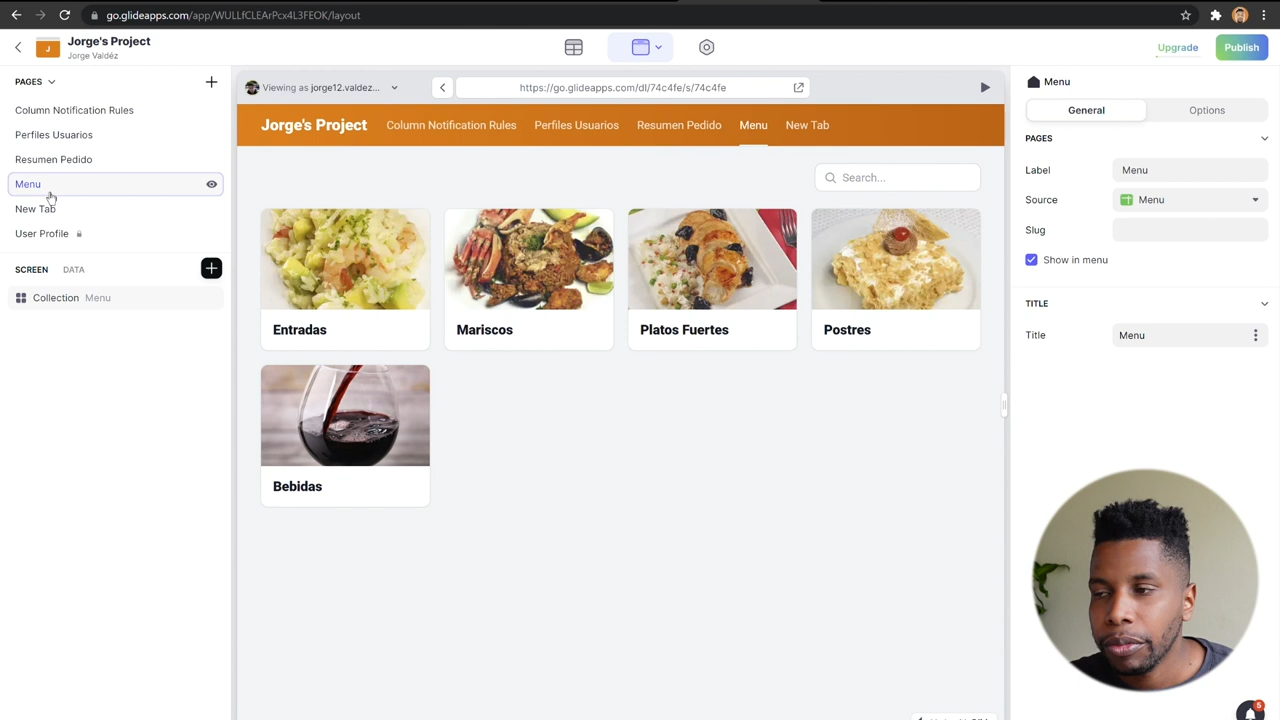 go.glideapps.com/app/WULLfCLEArPcx4L3FEOK/layout
J
Jorge's Project
Jorge Valdéz
Upgrade
Publish
PAGES
Column Notification Rules
Perfiles Usuarios
Resumen Pedido
Menu
New Tab
User Profile
SCREEN DATA
Collection Menu
Viewing as jorge12.valdez...
https://go.glideapps.com/dl/74c4fe/s/74c4fe
Jorge's Project Column Notification Rules Perfiles Usuarios Resumen Pedido Menu New Tab
Search...
Entradas
Mariscos
Platos Fuertes
Postres
Bebidas
Menu
General Options
PAGES
Label Menu
Source Menu
Slug
Show in menu
TITLE
Title Menu
5